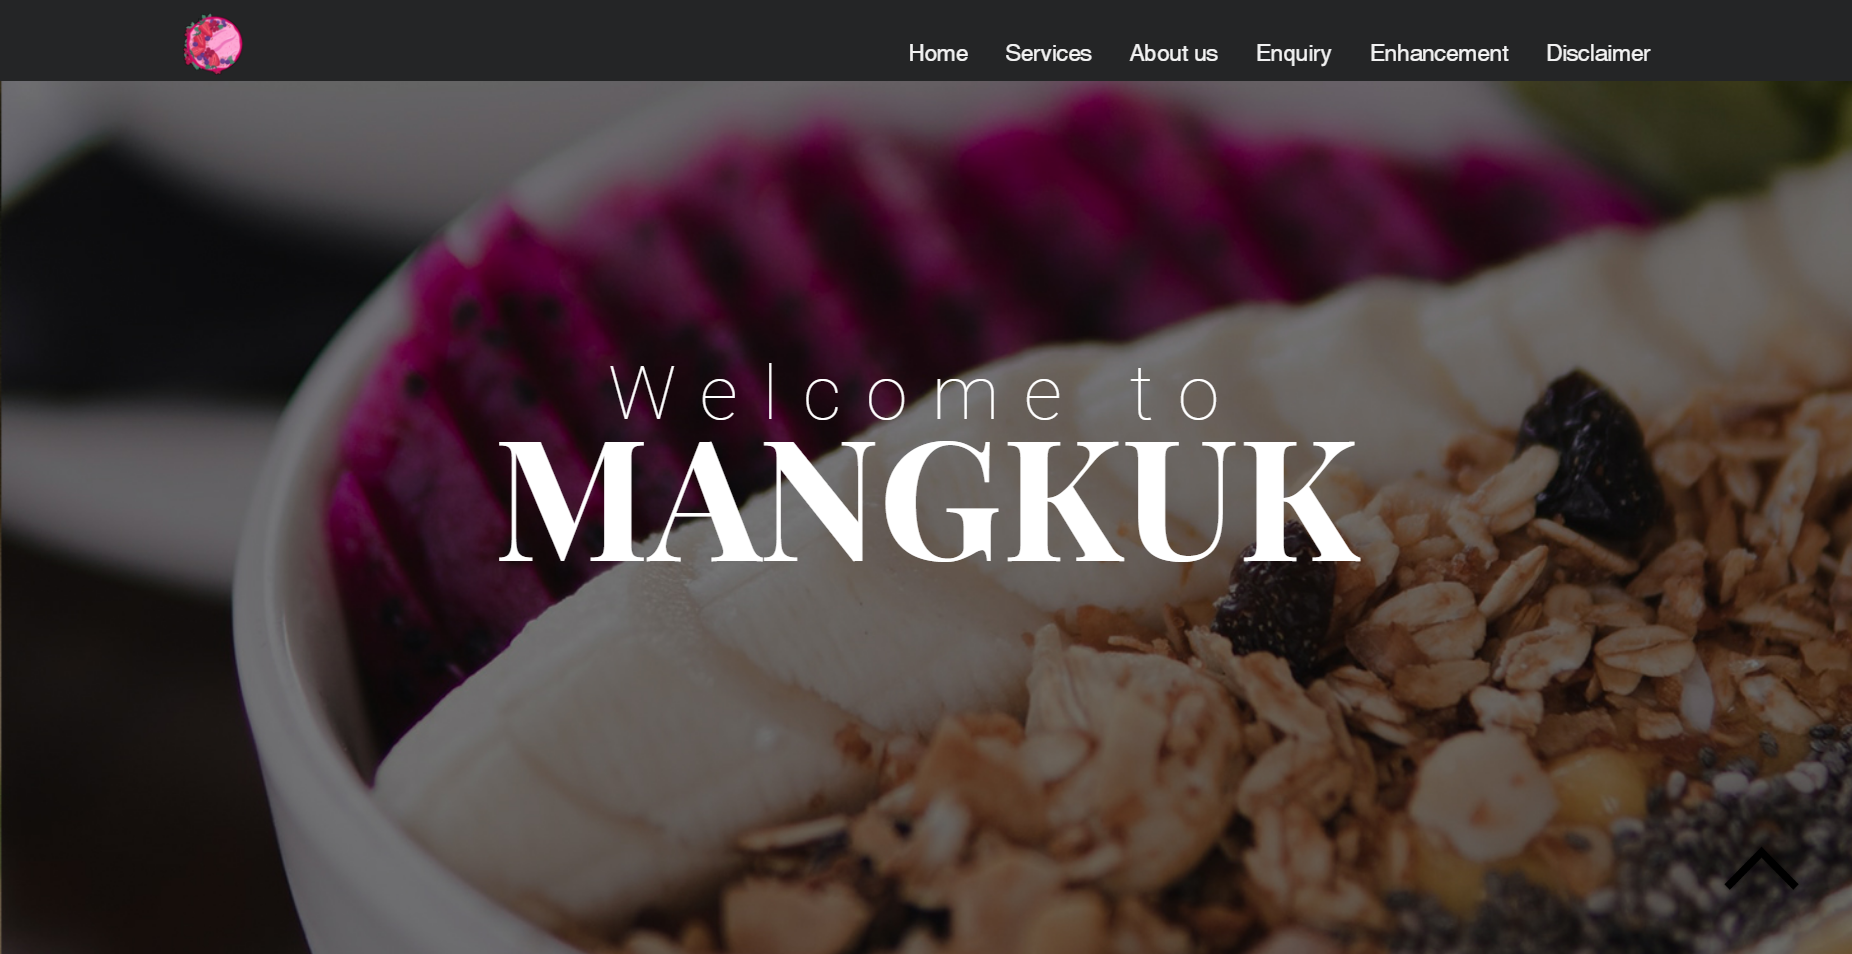 Home Services About us Enquiry Enhancement Disclaimer
Welcome to
MANGKUK